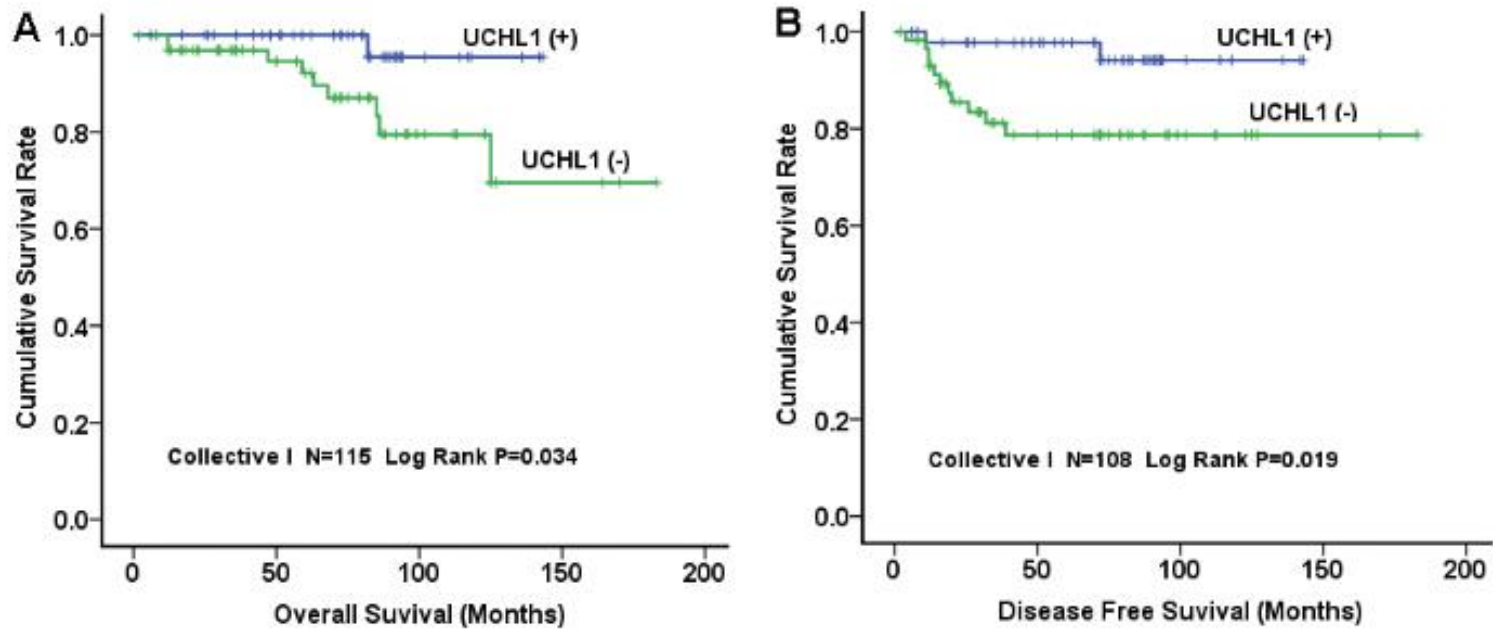 A
Cumulative Survival Rate
1.0
0.8
0.6
0.4
0.2
0.0
UCHL1 (+)
UCHL1 (-)
Collective I N=115 Log Rank P=0.034
0 50 100 150 200
Overall Suvival (Months)
B
Cumulative Survival Rate
1.0
0.8
0.6
0.4
0.2
0.0
UCHL1 (+)
UCHL1 (-)
Collective I N=108 Log Rank P=0.019
0 50 100 150 200
Disease Free Suvival (Months)